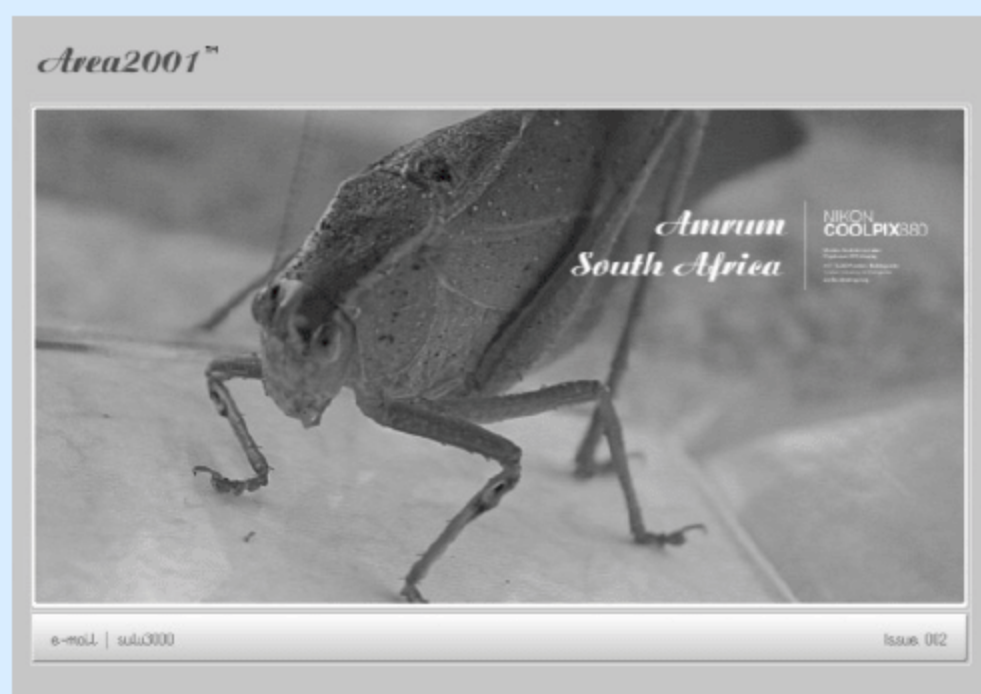 Area2001™
Amrum
South Africa
NIKON
COOLPIX880
e-mail | sulu3000
Issue. 002